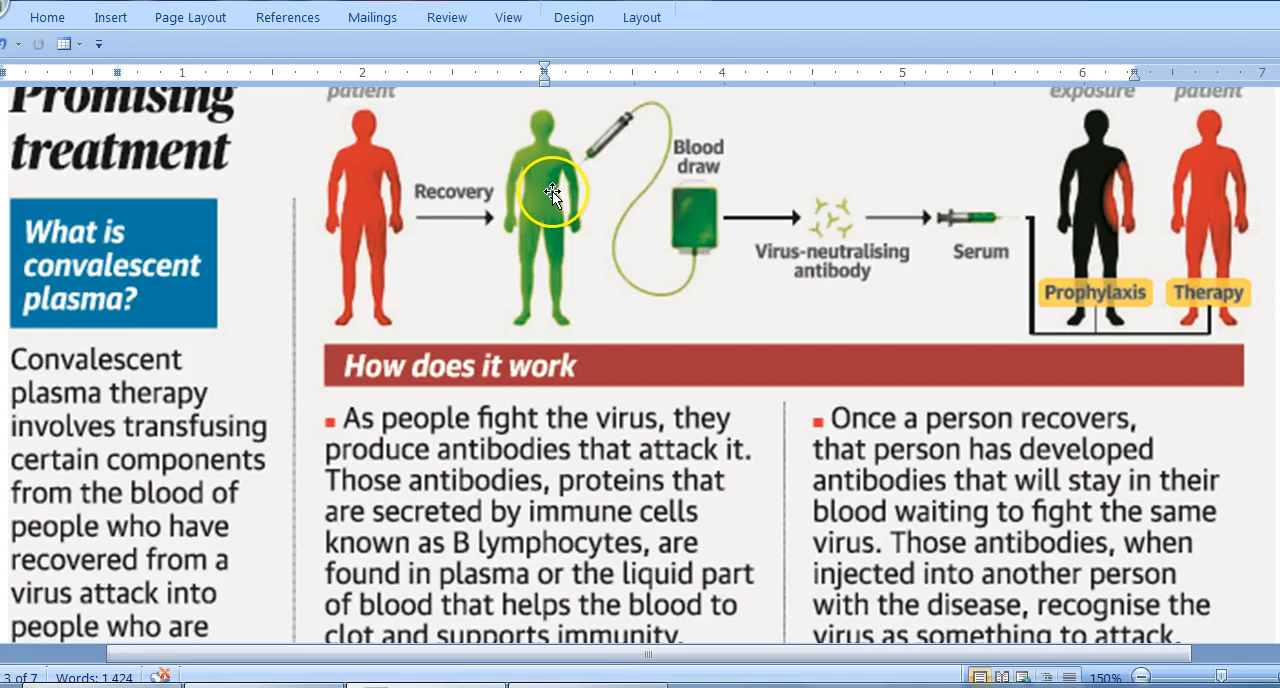 Home Insert Page Layout References Mailings Review View Design Layout
1 2 4 5 6 7
Promising
treatment
What is
convalescent
plasma?
Convalescent
plasma therapy
involves transfusing
certain components
from the blood of
people who have
recovered from a
virus attack into
people who are
patient
Recovery
Blood
draw
Virus-neutralising
antibody
Serum
exposure
patient
Prophylaxis
Therapy
How does it work
As people fight the virus, they
produce antibodies that attack it.
Those antibodies, proteins that
are secreted by immune cells
known as B lymphocytes, are
found in plasma or the liquid part
of blood that helps the blood to
clot and supports immunity.
Once a person recovers,
that person has developed
antibodies that will stay in their
blood waiting to fight the same
virus. Those antibodies, when
injected into another person
with the disease, recognise the
virus as something to attack.
3 of 7 Words: 1,424 150%